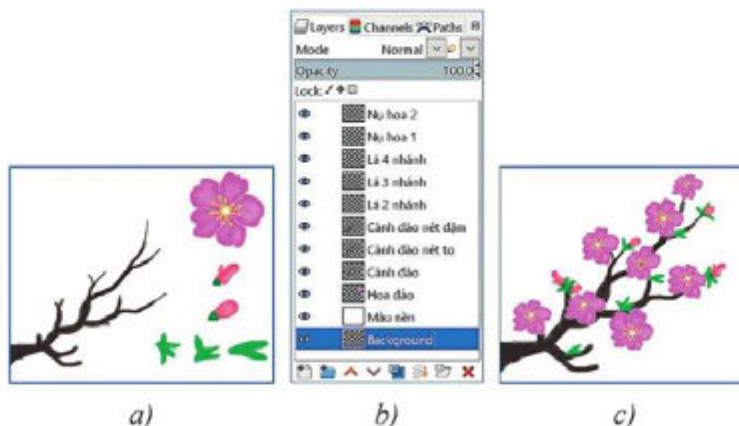 Layers Channels Paths
Mode Normal
Opacity 100.0
Lock:
Nụ hoa 2
Nụ hoa 1
Lá 4 nhánh
Lá 3 nhánh
Lá 2 nhánh
Cành đào nét đậm
Cành đào nét to
Cành đào
Hoa đào
Màu nền
Background
a) b) c)